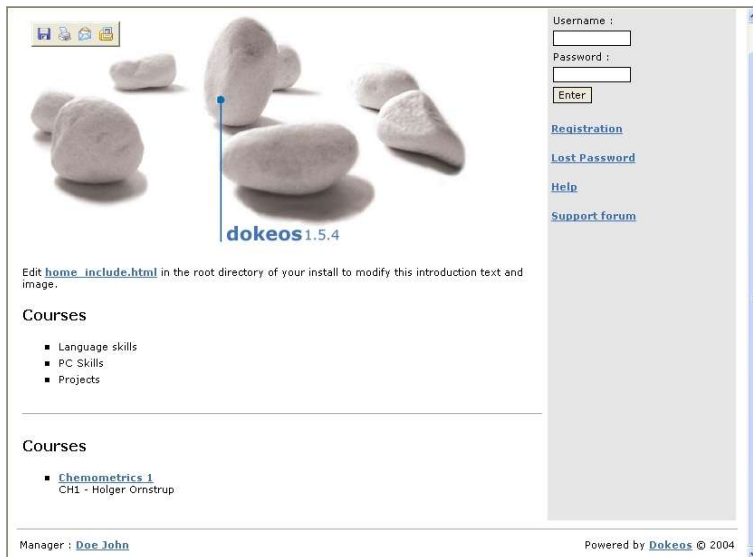 dokeos 1.5.4
Edit home_include.html in the root directory of your install to modify this introduction text and
image.
Courses
Language skills
PC Skills
Projects
Courses
Chemometrics 1
CH1 - Holger Ornstrup
Username :
Password :
Enter
Registration
Lost Password
Help
Support forum
Manager : Doe John
Powered by Dokeos © 2004